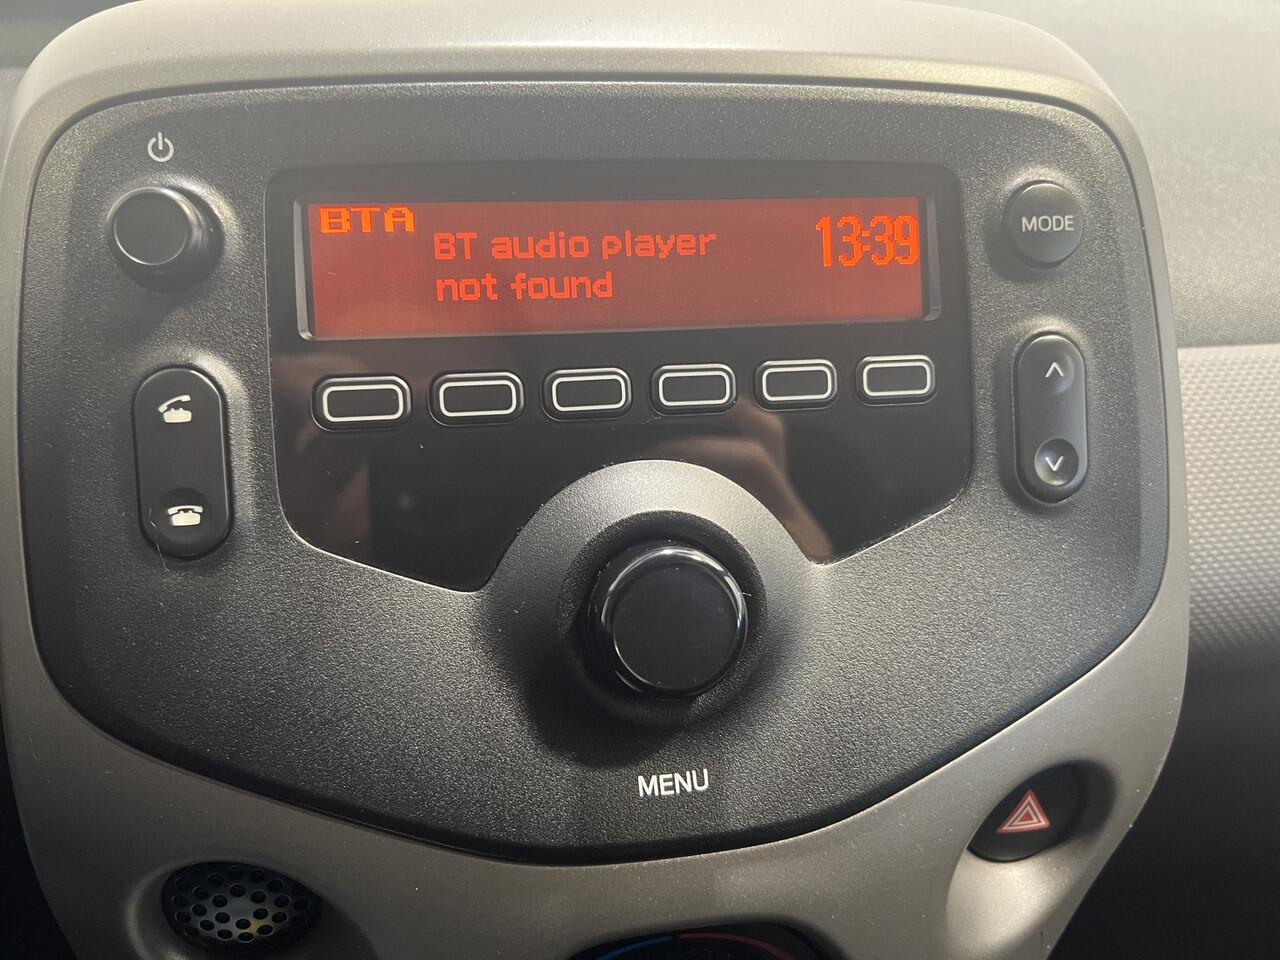 BTA
BT audio player
not found
13:39
MODE
MENU